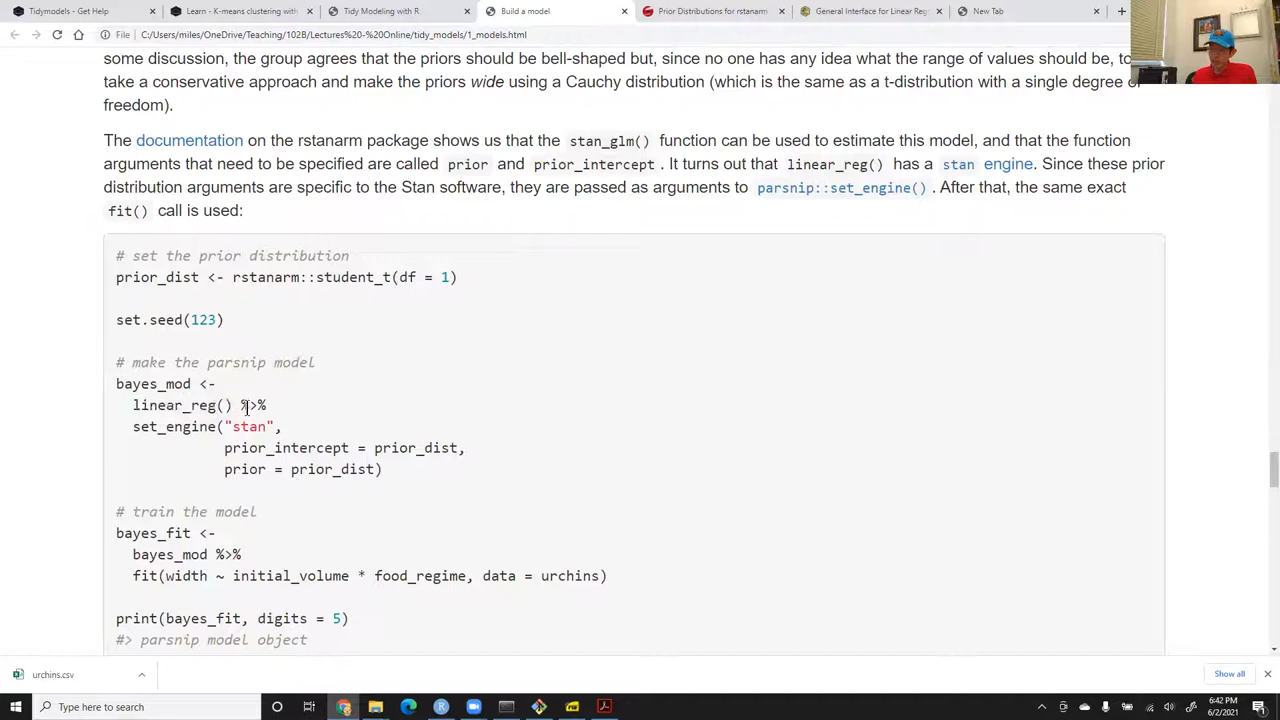 Tidymodels - Get Help
Learn - K-means clustering with
Tidy Modeling with R
Build a model
Prior Distributions for rstanarm
General Interface for Linear Reg
New Tab
File C:/Users/miles/OneDrive/Teaching/102B/Lectures%20-%20Online/tidy_models/1_models.html
some discussion, the group agrees that the priors should be bell-shaped but, since no one has any idea what the range of values should be, to
take a conservative approach and make the priors wide using a Cauchy distribution (which is the same as a t-distribution with a single degree of
freedom).
The documentation on the rstanarm package shows us that the stan_glm() function can be used to estimate this model, and that the function
arguments that need to be specified are called prior and prior_intercept. It turns out that linear_reg() has a stan engine. Since these prior
distribution arguments are specific to the Stan software, they are passed as arguments to parsnip::set_engine(). After that, the same exact
fit() call is used:
# set the prior distribution
prior_dist <- rstanarm::student_t(df = 1)
set.seed(123)
# make the parsnip model
bayes_mod <-
linear_reg() %>%
set_engine("stan",
prior_intercept = prior_dist,
prior = prior_dist)
# train the model
bayes_fit <-
bayes_mod %>%
fit(width ~ initial_volume * food_regime, data = urchins)
print(bayes_fit, digits = 5)
#> parsnip model object
urchins.csv
Show all
Type here to search
6:42 PM
6/2/2021